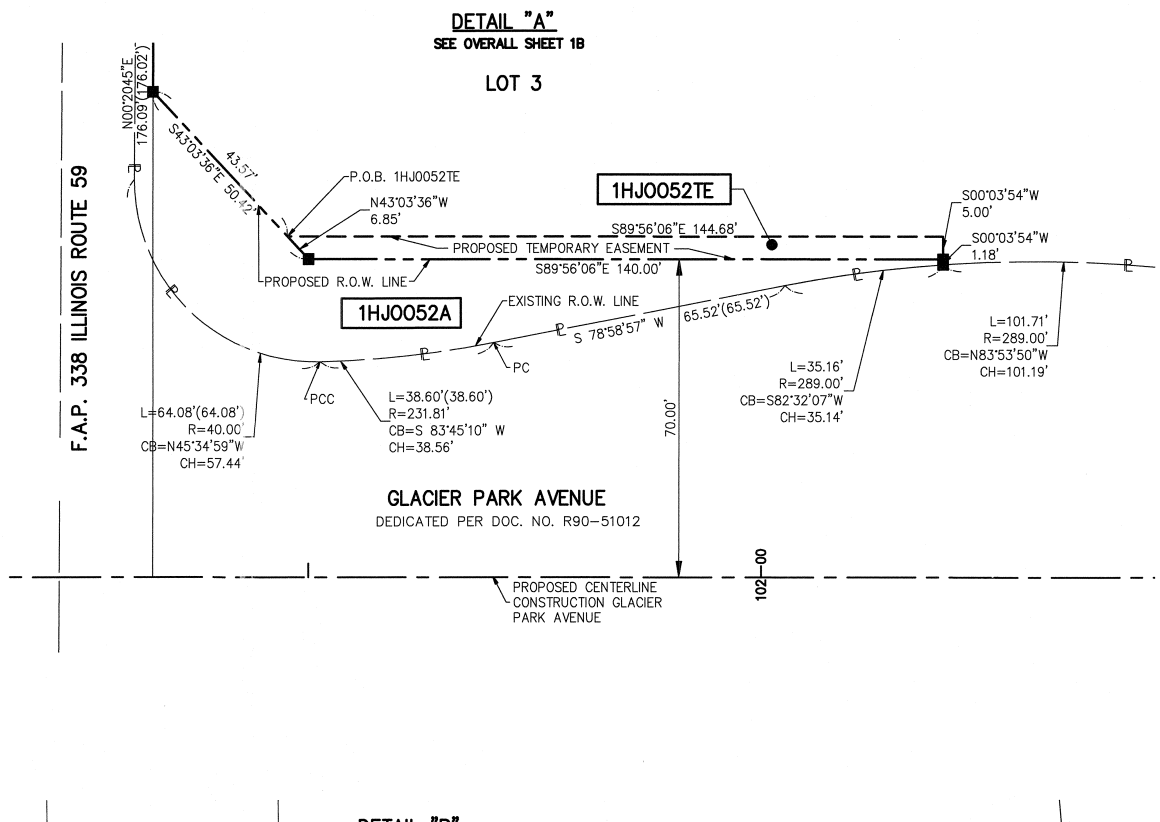 DETAIL "A"
SEE OVERALL SHEET 1B
LOT 3
N00°2045"E
176.09'(176.02')
S43°03'36"E 50.42'
43.57'
P.O.B. 1HJ0052TE
N43°03'36"W
6.85'
1HJ0052TE
S00°03'54"W
5.00'
S89°56'06"E 144.68'
S00°03'54"W
1.18'
PROPOSED TEMPORARY EASEMENT
S89°56'06"E 140.00'
PROPOSED R.O.W. LINE
1HJ0052A
EXISTING R.O.W. LINE
S 78°58'57" W 65.52'(65.52')
F.A.P. 338 ILLINOIS ROUTE 59
PC
PCC
L=64.08'(64.08')
R=40.00'
CB=N45°34'59"W
CH=57.44'
L=38.60'(38.60')
R=231.81'
CB=S 83°45'10" W
CH=38.56'
70.00'
L=35.16'
R=289.00'
CB=S82°32'07"W
CH=35.14'
L=101.71'
R=289.00'
CB=N83°53'50"W
CH=101.19'
GLACIER PARK AVENUE
DEDICATED PER DOC. NO. R90-51012
PROPOSED CENTERLINE
CONSTRUCTION GLACIER
PARK AVENUE
102+00
DETAIL "B"